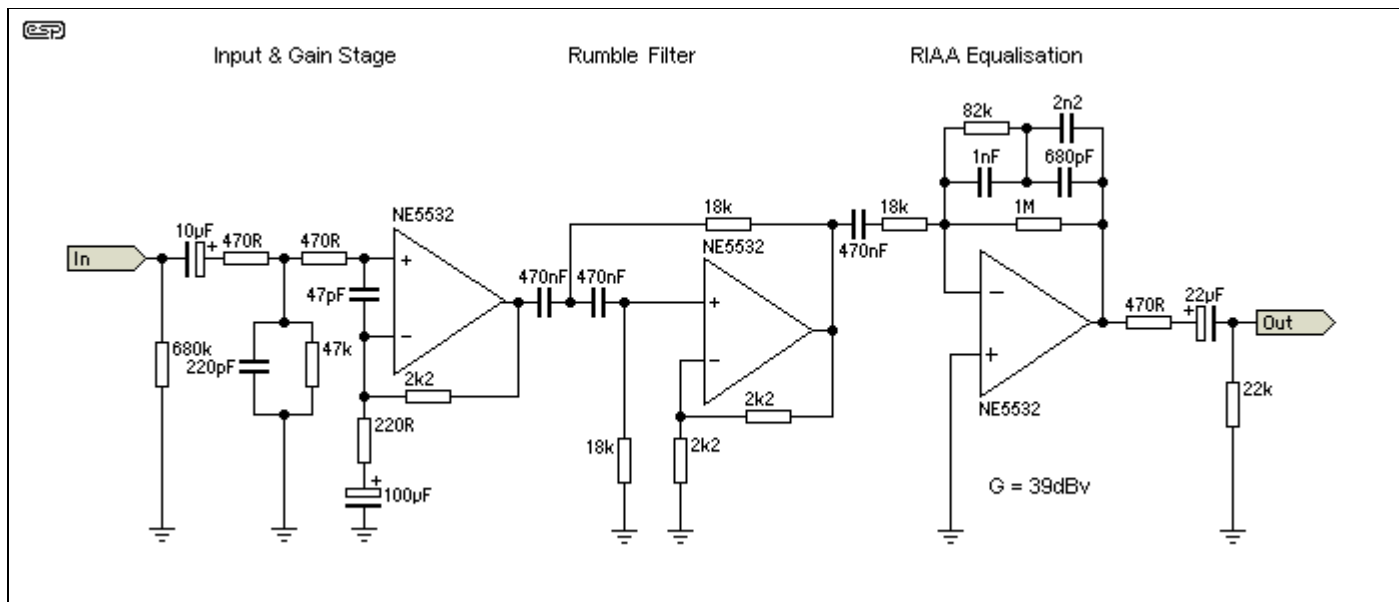 esp
Input & Gain Stage
Rumble Filter
RIAA Equalisation
82k
2n2
1nF
680pF
18k
18k
1M
NE5532
NE5532
470nF
10µF
+
470R
470R
In
+
470nF
470nF
+
47pF
22µF
470R
+
Out
−
−
680k
220pF
47k
−
+
2k2
NE5532
22k
220R
2k2
18k
2k2
+
100µF
G = 39dBv